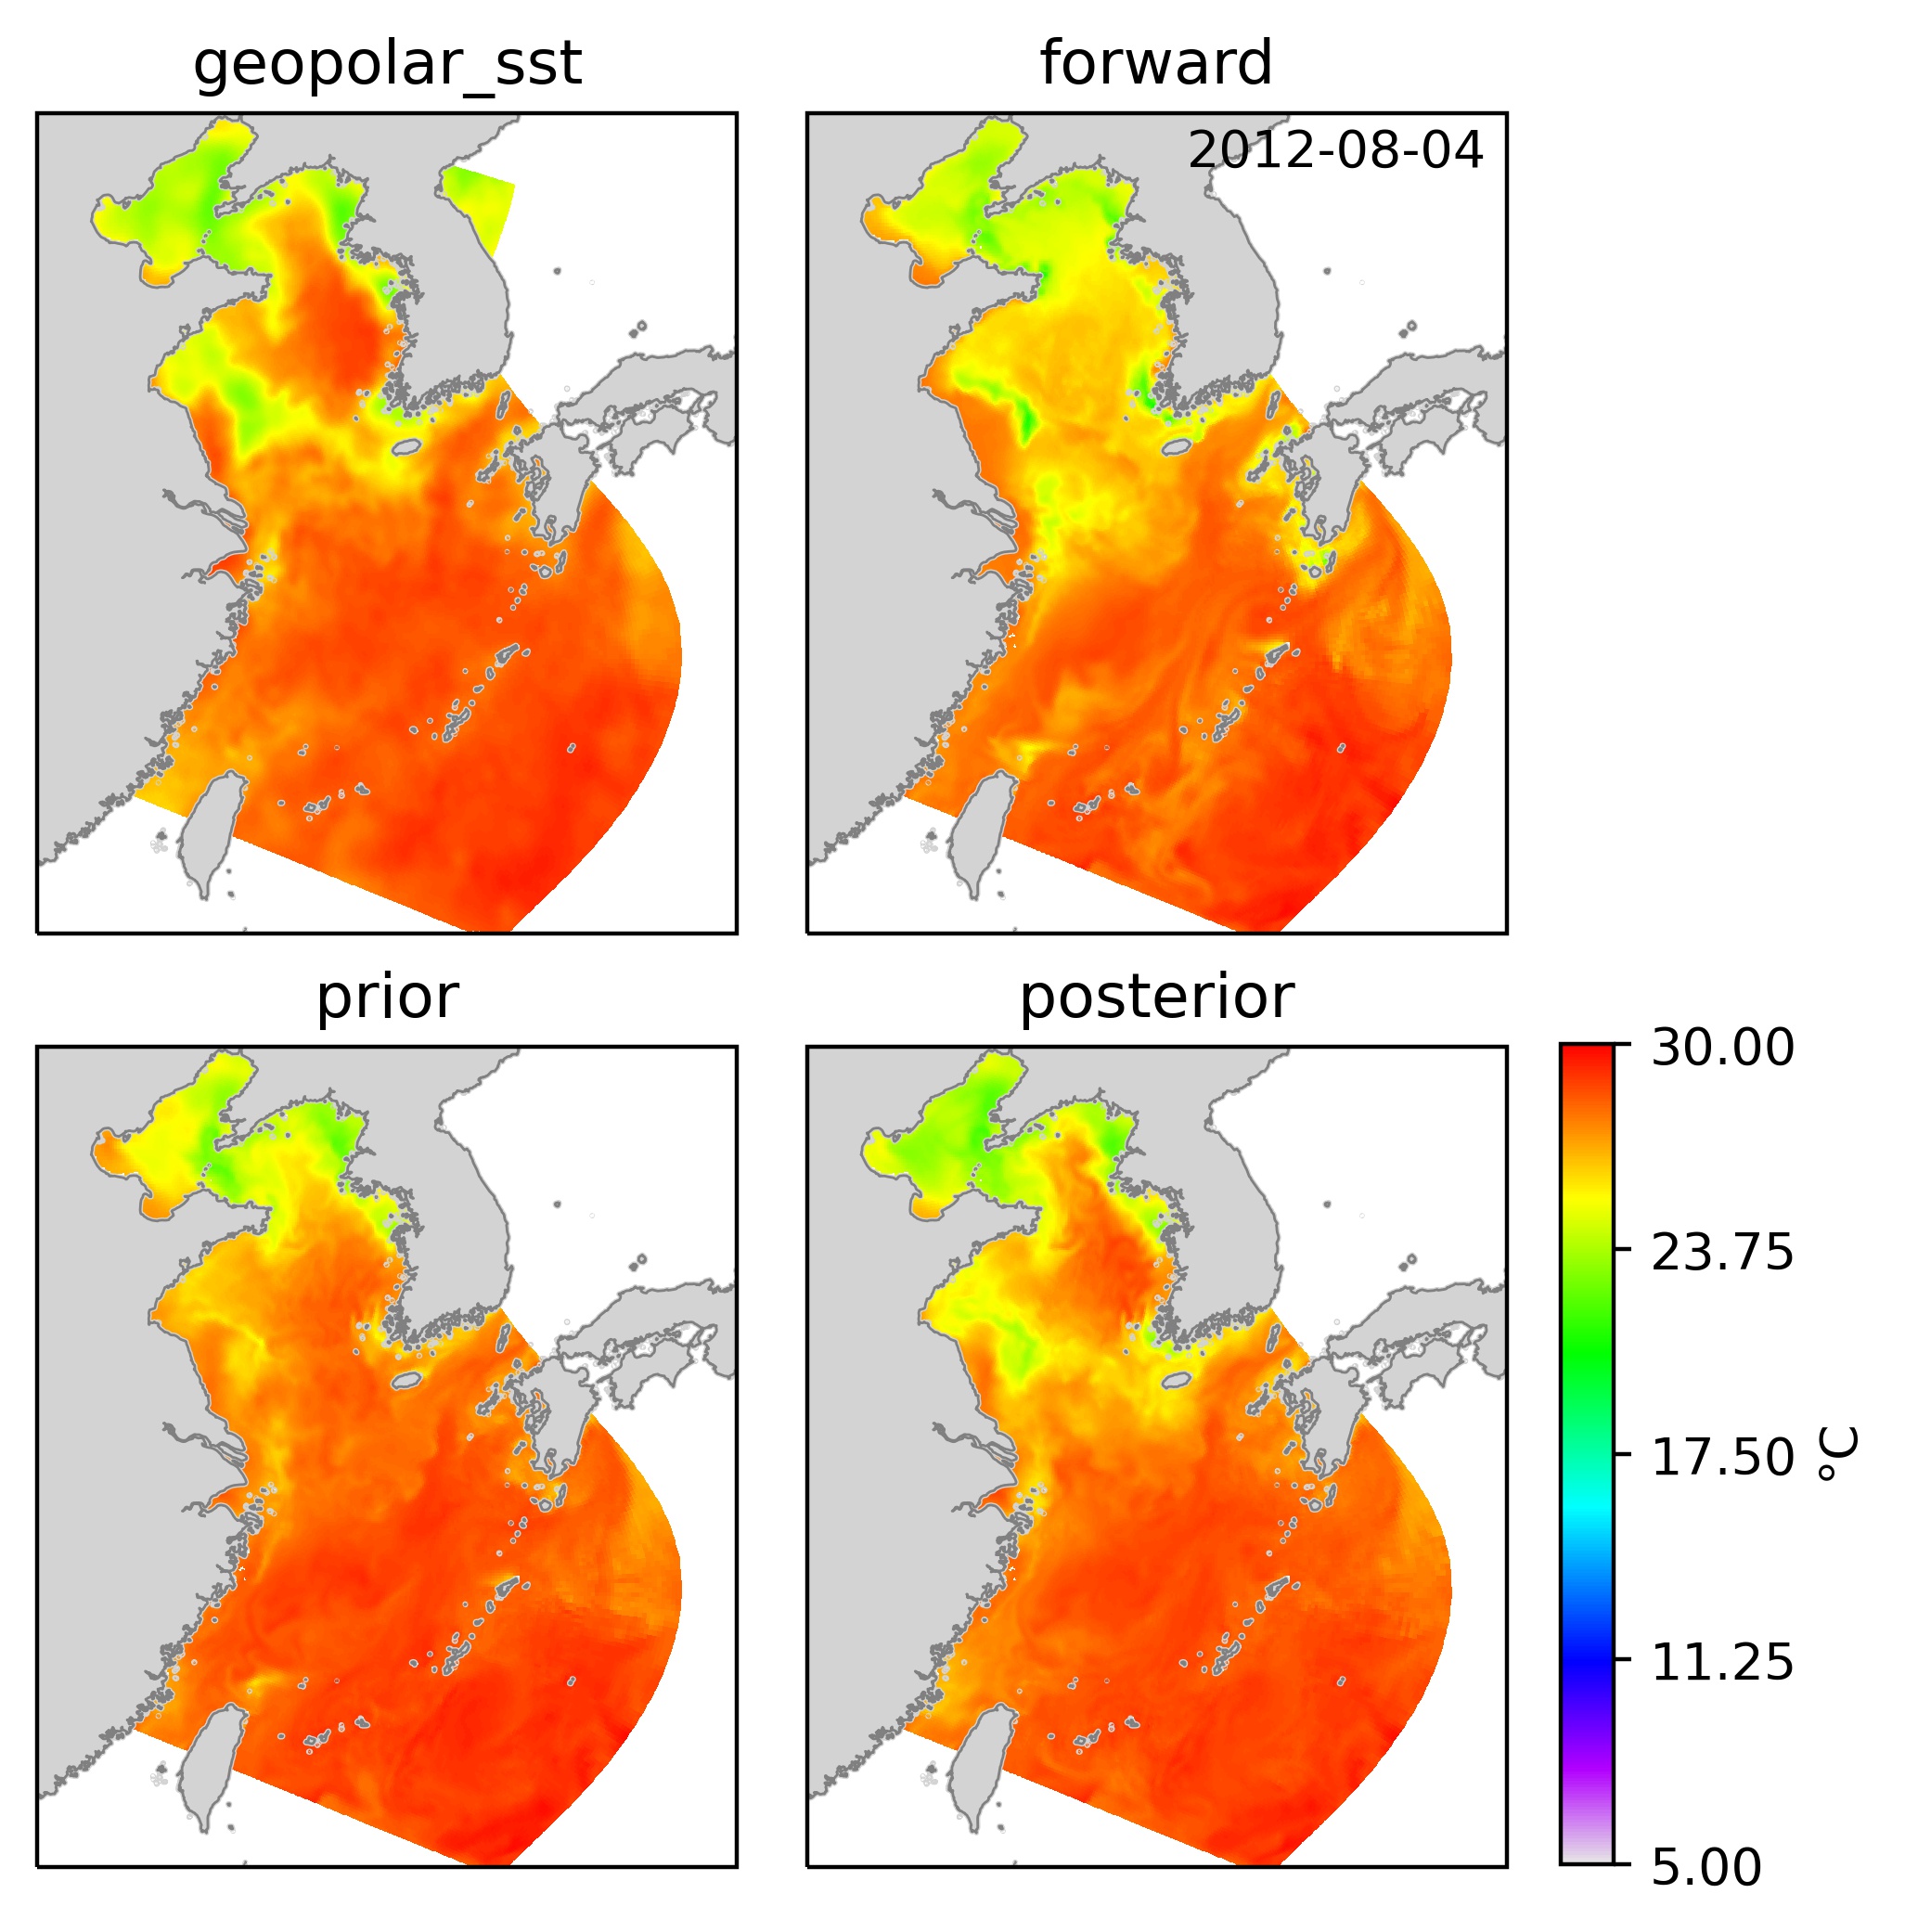 geopolar_sst
forward
2012-08-04
prior
posterior
30.00
23.75
17.50
11.25
5.00
°C